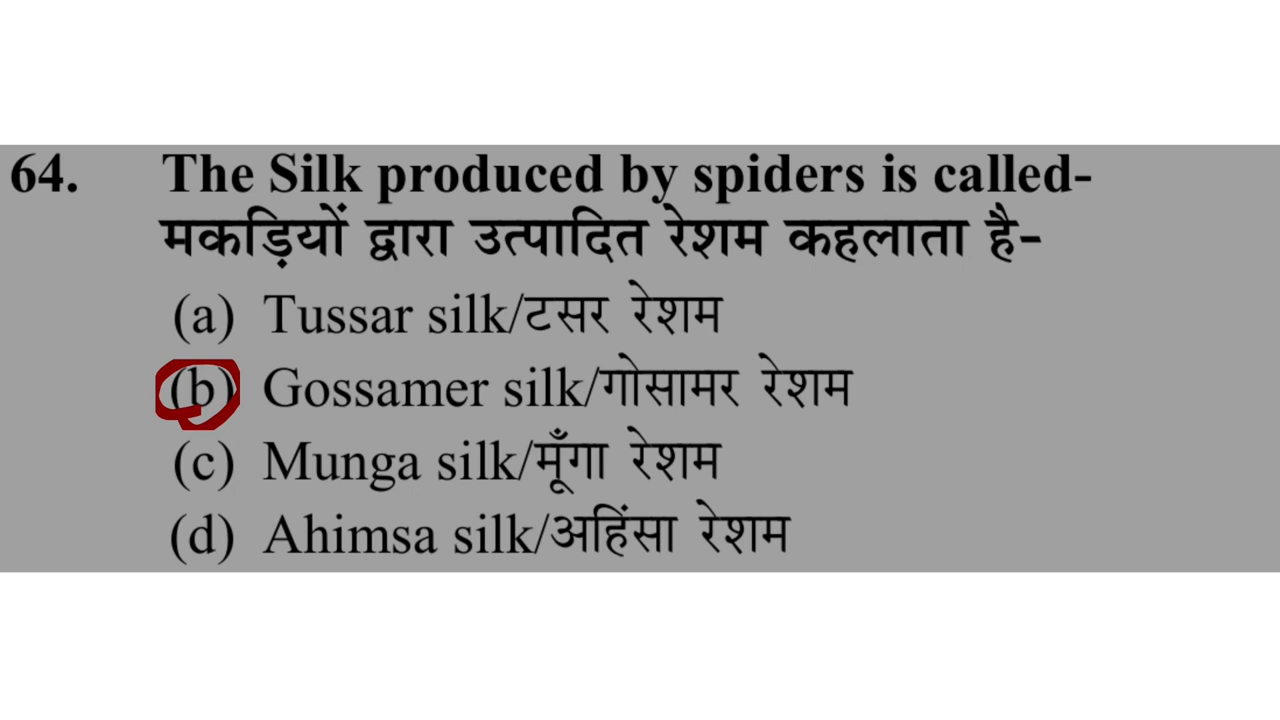 64. The Silk produced by spiders is called-
मकड़ियों द्वारा उत्पादित रेशम कहलाता है-
(a) Tussar silk/टसर रेशम
(b) Gossamer silk/गोसामर रेशम
(c) Munga silk/मूँगा रेशम
(d) Ahimsa silk/अहिंसा रेशम